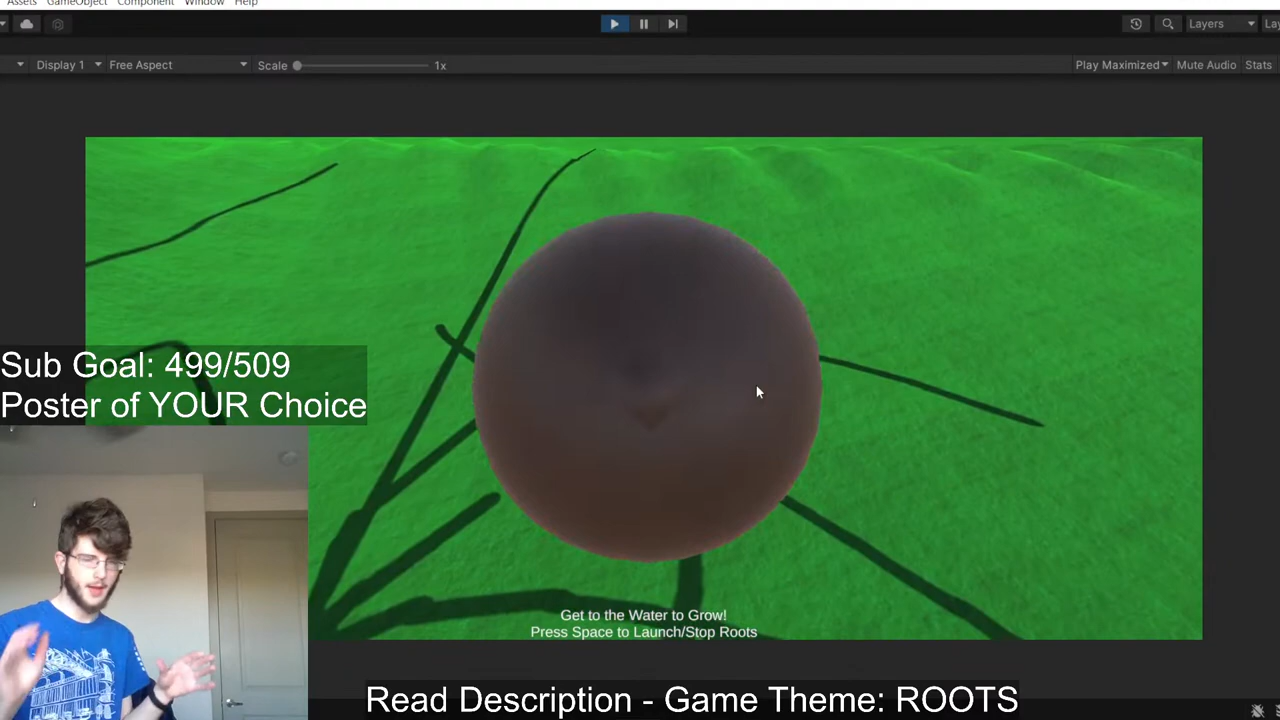 Assets GameObject Component Window Help
Layers
Display 1 Free Aspect Scale 1x Play Maximized Mute Audio Stats
Sub Goal: 499/509
Poster of YOUR Choice
Get to the Water to Grow!
Press Space to Launch/Stop Roots
Read Description - Game Theme: ROOTS